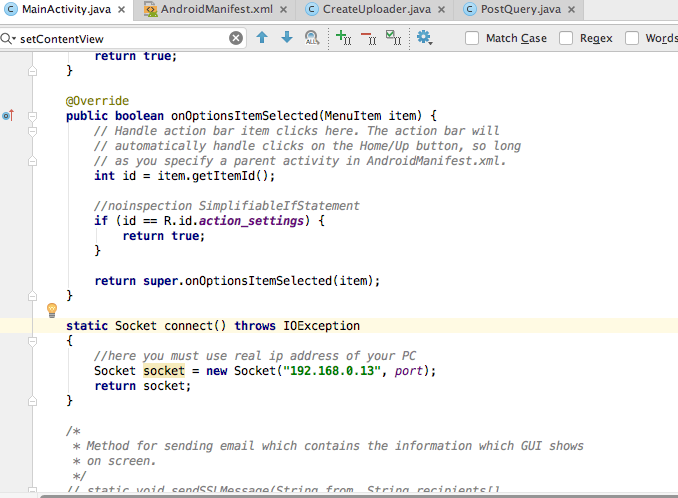 MainActivity.java
AndroidManifest.xml
CreateUploader.java
PostQuery.java
setContentView
Match Case
Regex
Words
return true;
}
@Override
public boolean onOptionsItemSelected(MenuItem item) {
// Handle action bar item clicks here. The action bar will
// automatically handle clicks on the Home/Up button, so long
// as you specify a parent activity in AndroidManifest.xml.
int id = item.getItemId();
//noinspection SimplifiableIfStatement
if (id == R.id.action_settings) {
return true;
}
return super.onOptionsItemSelected(item);
}
static Socket connect() throws IOException
{
//here you must use real ip address of your PC
Socket socket = new Socket("192.168.0.13", port);
return socket;
}
/*
* Method for sending email which contains the information which GUI shows
* on screen.
*/
// static void sendSSLMessage(String from, String recipients[]